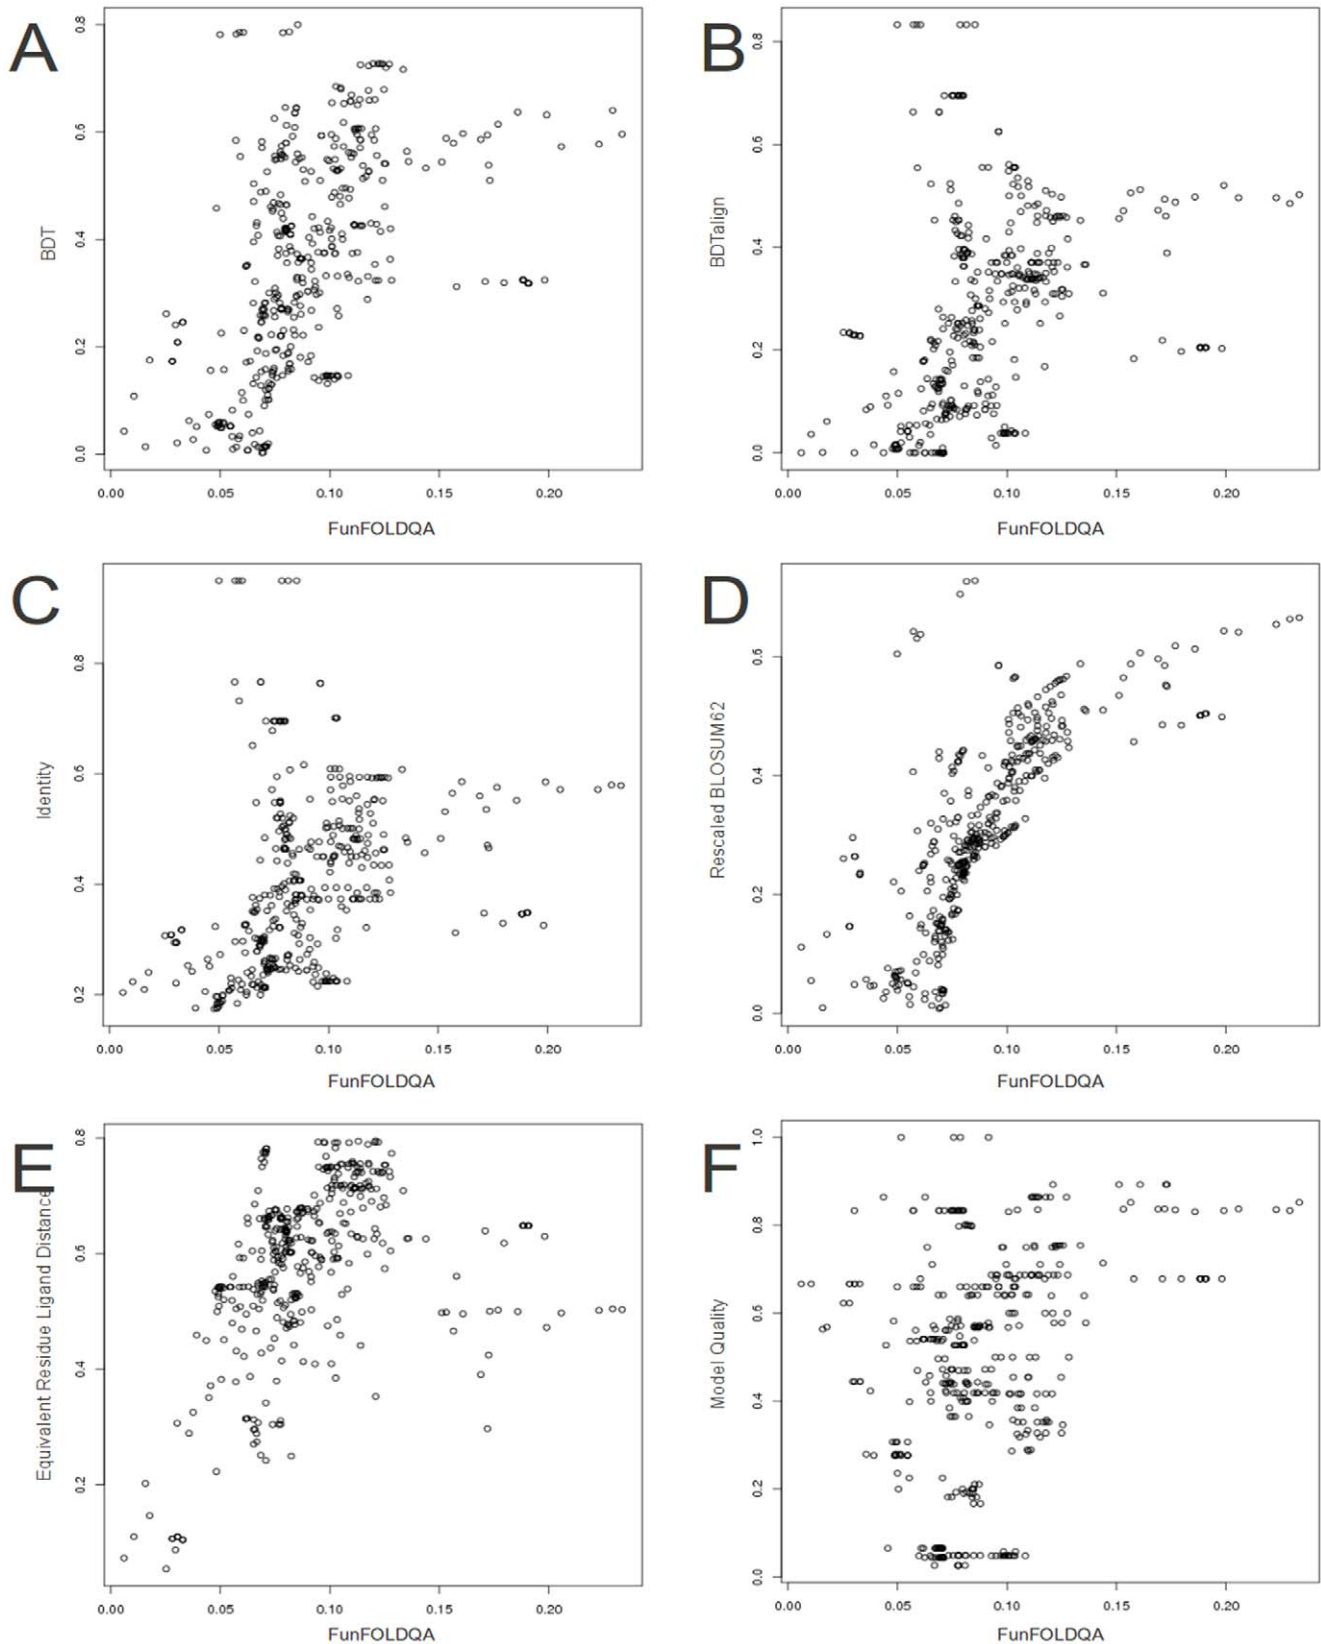 A
0.0 0.2 0.4 0.6 0.8
BDT
0.00 0.05 0.10 0.15 0.20
FunFOLDQA
B
0.0 0.2 0.4 0.6 0.8
BDTalign
0.00 0.05 0.10 0.15 0.20
FunFOLDQA
C
0.2 0.4 0.6 0.8
Identity
0.00 0.05 0.10 0.15 0.20
FunFOLDQA
D
0.0 0.2 0.4 0.6
Rescaled BLOSUM62
0.00 0.05 0.10 0.15 0.20
FunFOLDQA
E
0.2 0.4 0.6 0.8
Equivalent Residue Ligand Distance
0.00 0.05 0.10 0.15 0.20
FunFOLDQA
F
0.0 0.2 0.4 0.6 0.8 1.0
Model Quality
0.00 0.05 0.10 0.15 0.20
FunFOLDQA